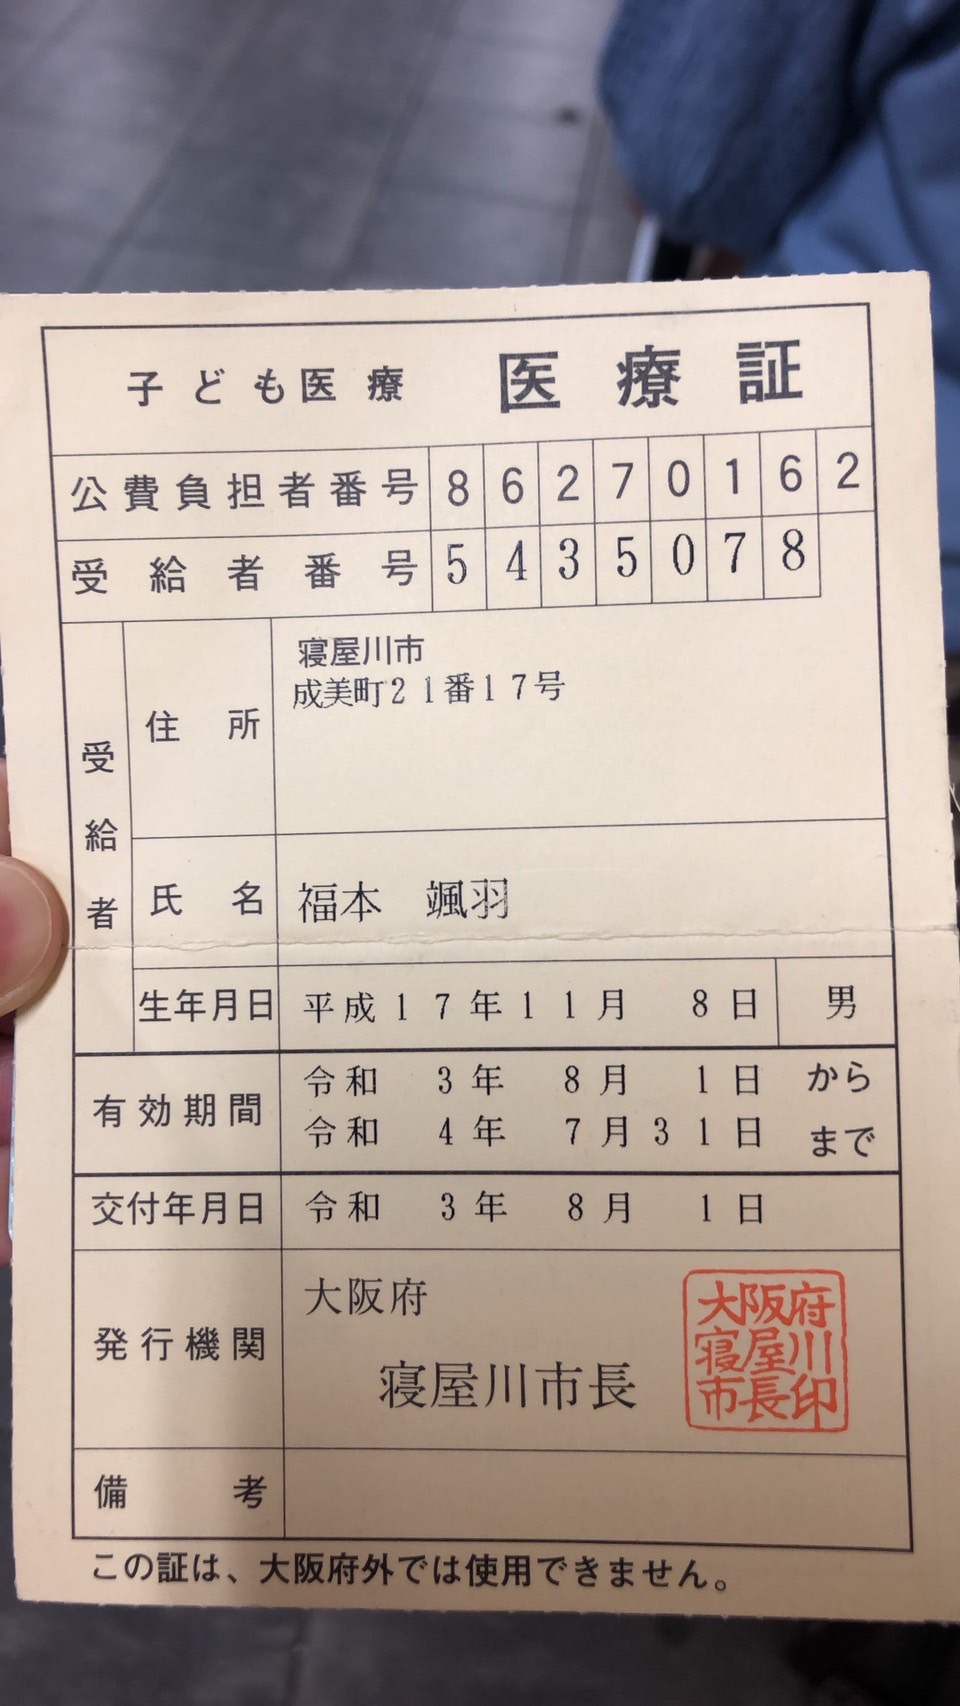 子ども医療 医療証
公費負担者番号 86270162
受給者番号 5435078
受給者
住所 寝屋川市
成美町21番17号
氏名 福本 颯羽
生年月日 平成17年11月 8日 男
有効期間 令和 3年 8月 1日 から
令和 4年 7月31日 まで
交付年月日 令和 3年 8月 1日
発行機関 大阪府
寝屋川市長
大阪府
寝屋川
市長印
備考
この証は、大阪府外では使用できません。